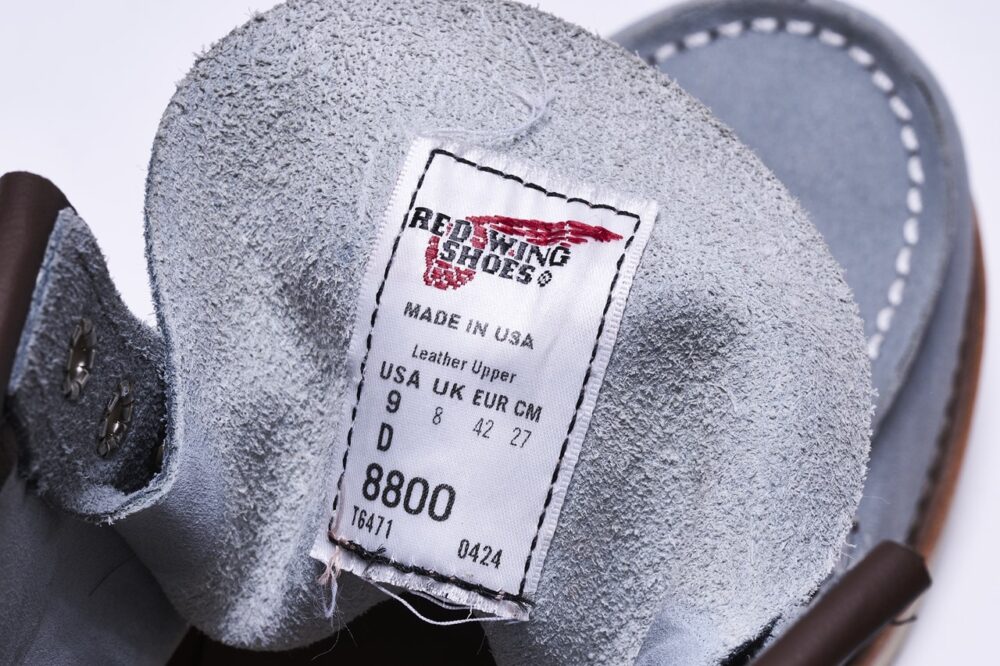 RED WING
SHOES
MADE IN USA
Leather Upper
USA UK EUR CM
9 8 42 27
D
8800
T6471 0424